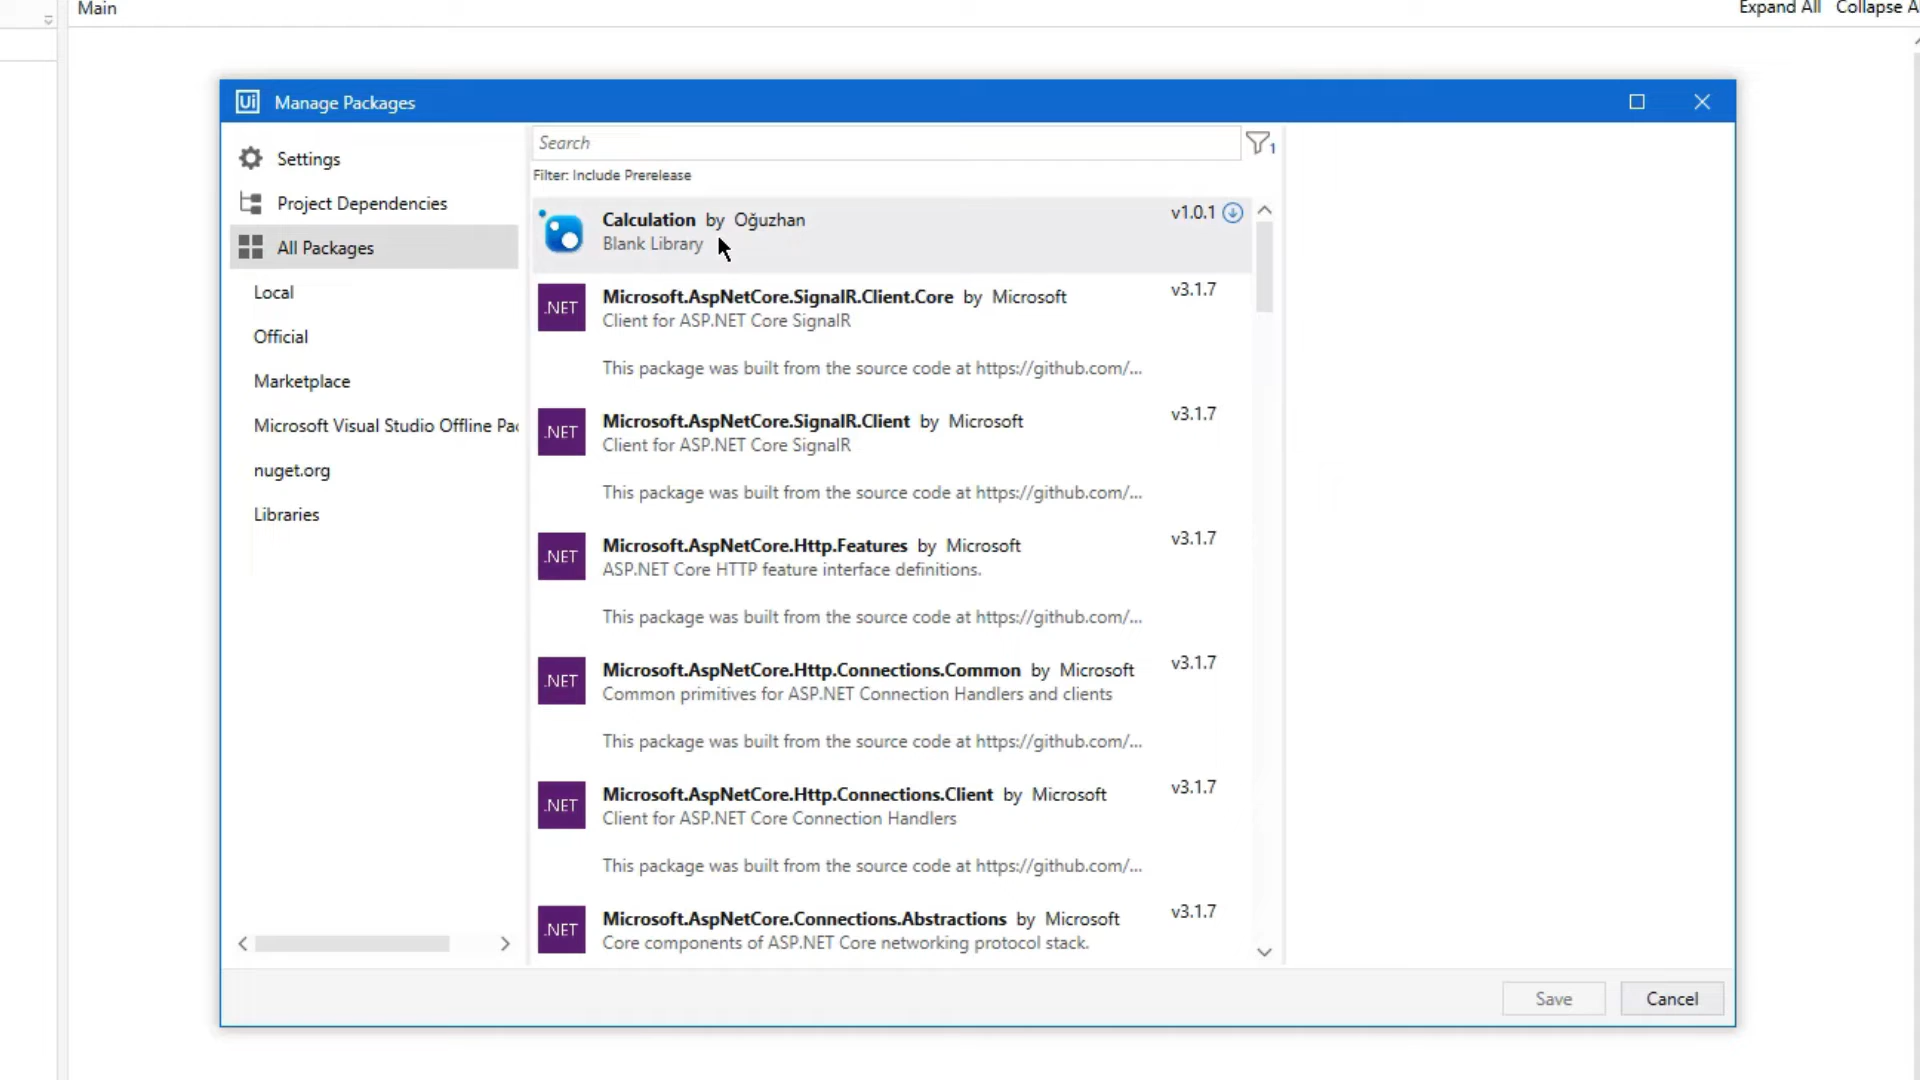 Main
Expand All Collapse A
Ui Manage Packages
Settings
Project Dependencies
All Packages
Local
Official
Marketplace
Microsoft Visual Studio Offline Pac
nuget.org
Libraries
Search
1
Filter: Include Prerelease
Calculation by Oğuzhan v1.0.1
Blank Library
.NET Microsoft.AspNetCore.SignalR.Client.Core by Microsoft v3.1.7
Client for ASP.NET Core SignalR
This package was built from the source code at https://github.com/...
.NET Microsoft.AspNetCore.SignalR.Client by Microsoft v3.1.7
Client for ASP.NET Core SignalR
This package was built from the source code at https://github.com/...
.NET Microsoft.AspNetCore.Http.Features by Microsoft v3.1.7
ASP.NET Core HTTP feature interface definitions.
This package was built from the source code at https://github.com/...
.NET Microsoft.AspNetCore.Http.Connections.Common by Microsoft v3.1.7
Common primitives for ASP.NET Connection Handlers and clients
This package was built from the source code at https://github.com/...
.NET Microsoft.AspNetCore.Http.Connections.Client by Microsoft v3.1.7
Client for ASP.NET Core Connection Handlers
This package was built from the source code at https://github.com/...
.NET Microsoft.AspNetCore.Connections.Abstractions by Microsoft v3.1.7
Core components of ASP.NET Core networking protocol stack.
Save Cancel